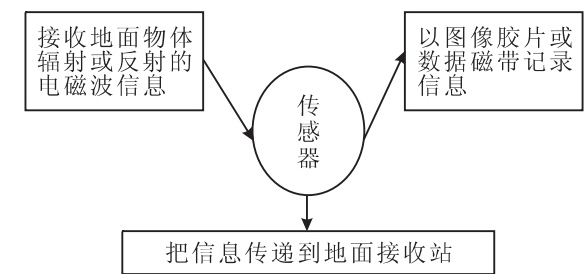 接收地面物体
辐射或反射的
电磁波信息
以图像胶片或
数据磁带记录
信息
传
感
器
把信息传递到地面接收站